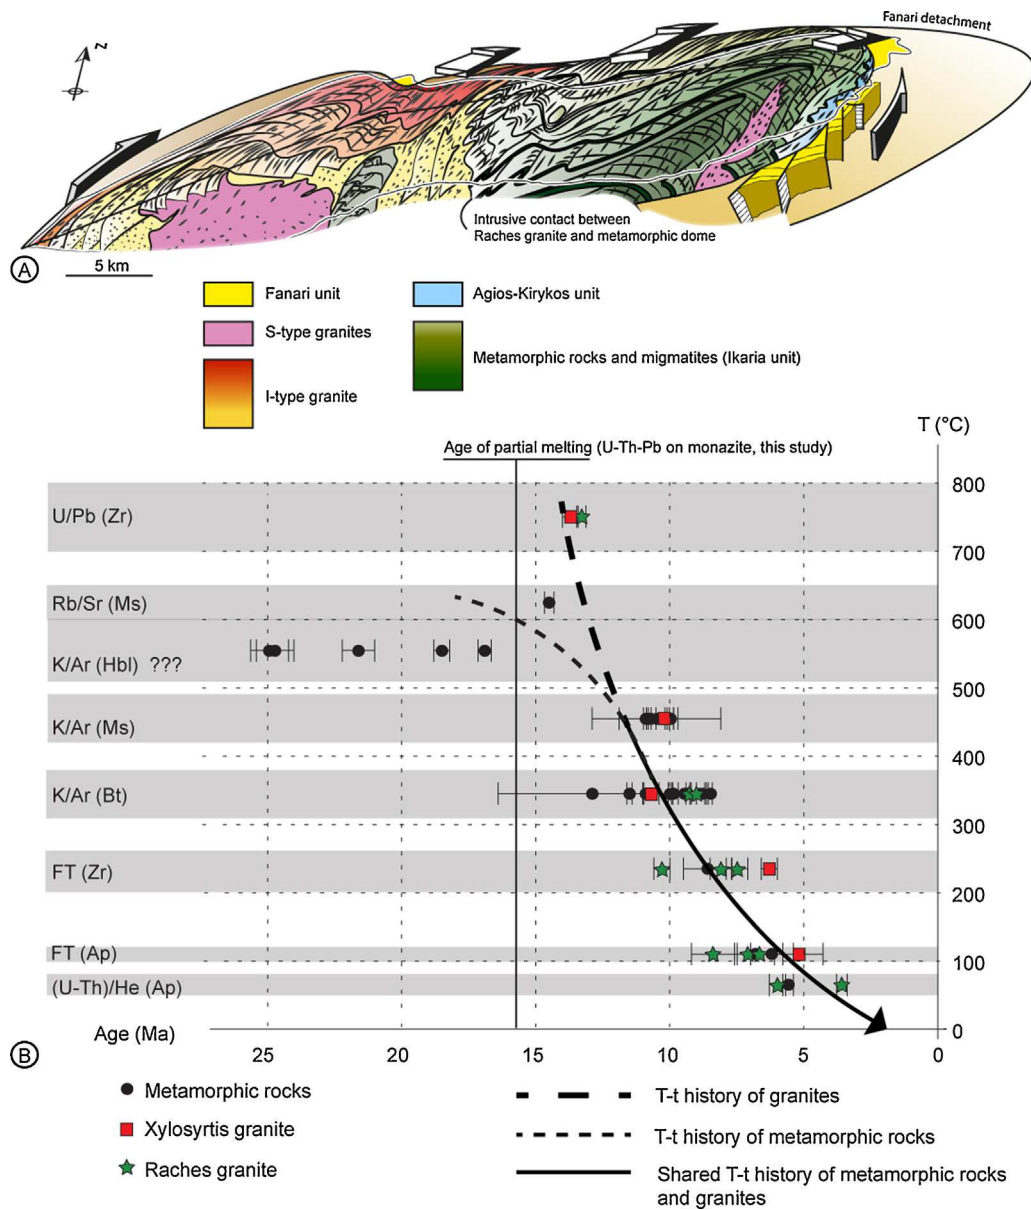 Fanari detachment
N
Intrusive contact between
Raches granite and metamorphic dome
A
5 km
Fanari unit
Agios-Kirykos unit
S-type granites
Metamorphic rocks and migmatites (Ikaria unit)
I-type granite
T (°C)
Age of partial melting (U-Th-Pb on monazite, this study)
800
U/Pb (Zr)
700
Rb/Sr (Ms)
600
K/Ar (Hbl) ???
500
K/Ar (Ms)
400
K/Ar (Bt)
300
FT (Zr)
200
FT (Ap)
100
(U-Th)/He (Ap)
0
Age (Ma)
B
25 20 15 10 5 0
Metamorphic rocks
T-t history of granites
Xylosyrtis granite
T-t history of metamorphic rocks
Raches granite
Shared T-t history of metamorphic rocks
and granites